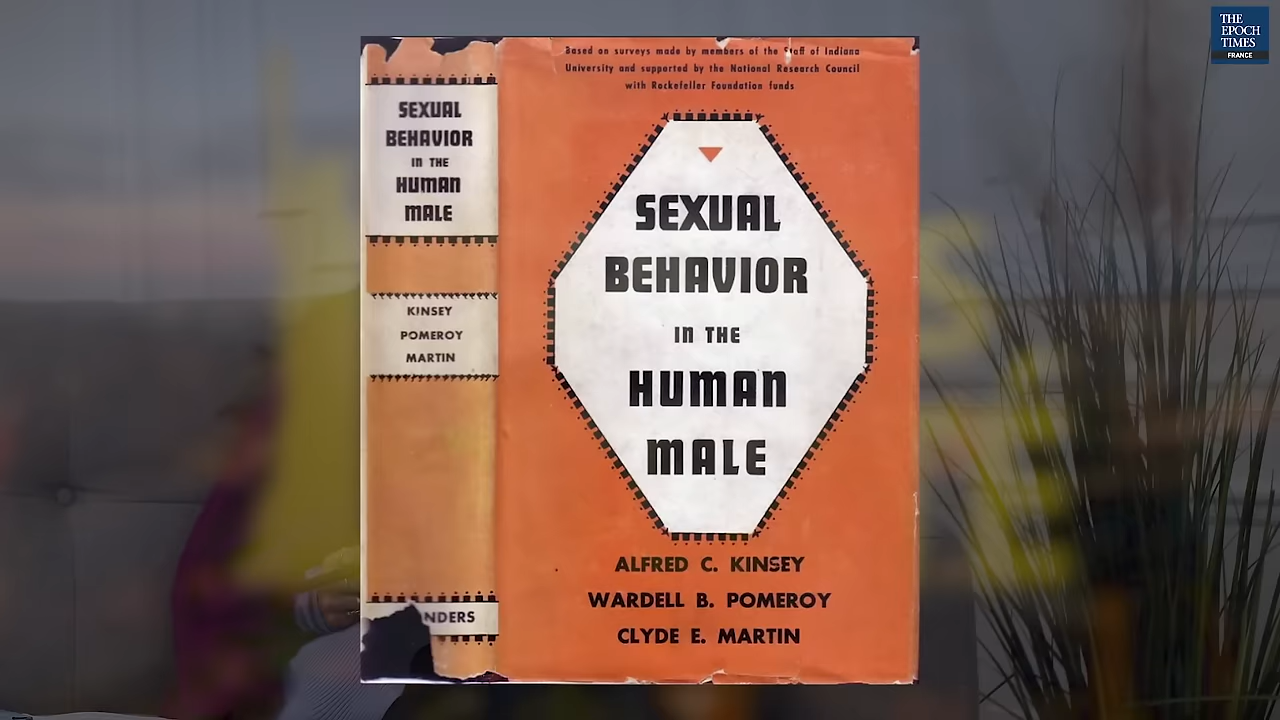 THE
EPOCH
TIMES
FRANCE
SEXUAL
BEHAVIOR
IN THE
HUMAN
MALE
KINSEY
POMEROY
MARTIN
NDERS
Based on surveys made by members of the Staff of Indiana
University and supported by the National Research Council
with Rockefeller Foundation funds
SEXUAL
BEHAVIOR
IN THE
HUMAN
MALE
ALFRED C. KINSEY
WARDELL B. POMEROY
CLYDE E. MARTIN